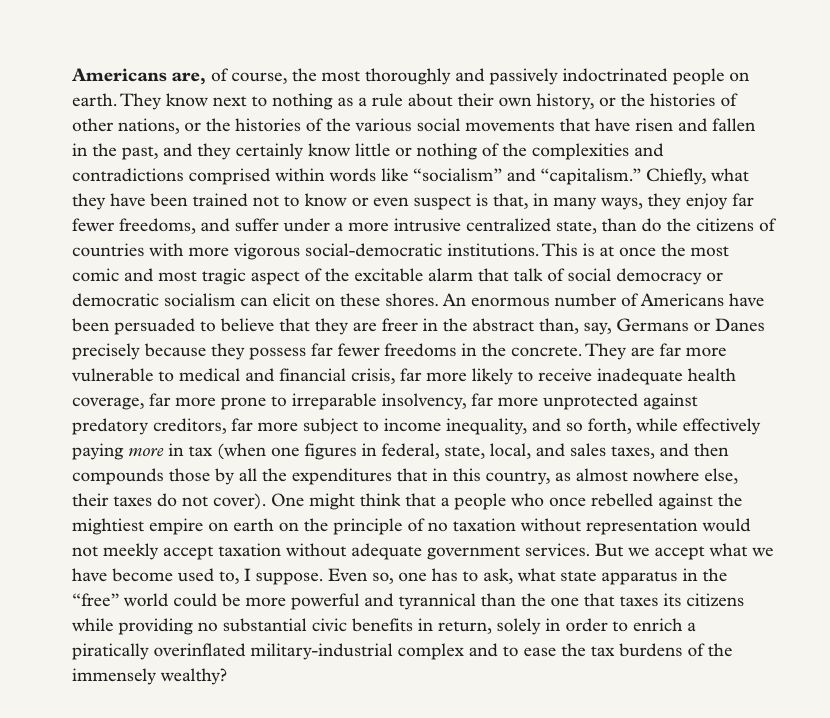 Americans are, of course, the most thoroughly and passively indoctrinated people on
earth. They know next to nothing as a rule about their own history, or the histories of
other nations, or the histories of the various social movements that have risen and fallen
in the past, and they certainly know little or nothing of the complexities and
contradictions comprised within words like “socialism” and “capitalism.” Chiefly, what
they have been trained not to know or even suspect is that, in many ways, they enjoy far
fewer freedoms, and suffer under a more intrusive centralized state, than do the citizens of
countries with more vigorous social-democratic institutions. This is at once the most
comic and most tragic aspect of the excitable alarm that talk of social democracy or
democratic socialism can elicit on these shores. An enormous number of Americans have
been persuaded to believe that they are freer in the abstract than, say, Germans or Danes
precisely because they possess far fewer freedoms in the concrete. They are far more
vulnerable to medical and financial crisis, far more likely to receive inadequate health
coverage, far more prone to irreparable insolvency, far more unprotected against
predatory creditors, far more subject to income inequality, and so forth, while effectively
paying more in tax (when one figures in federal, state, local, and sales taxes, and then
compounds those by all the expenditures that in this country, as almost nowhere else,
their taxes do not cover). One might think that a people who once rebelled against the
mightiest empire on earth on the principle of no taxation without representation would
not meekly accept taxation without adequate government services. But we accept what we
have become used to, I suppose. Even so, one has to ask, what state apparatus in the
“free” world could be more powerful and tyrannical than the one that taxes its citizens
while providing no substantial civic benefits in return, solely in order to enrich a
piratically overinflated military-industrial complex and to ease the tax burdens of the
immensely wealthy?